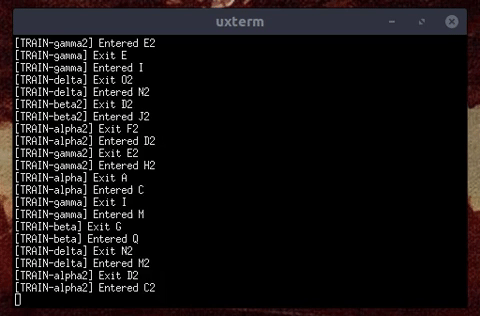 uxterm
[TRAIN-gamma2] Entered E2
[TRAIN-gamma] Exit E
[TRAIN-gamma] Entered I
[TRAIN-delta] Exit O2
[TRAIN-delta] Entered N2
[TRAIN-beta2] Exit D2
[TRAIN-beta2] Entered J2
[TRAIN-alpha2] Exit F2
[TRAIN-alpha2] Entered D2
[TRAIN-gamma2] Exit E2
[TRAIN-gamma2] Entered H2
[TRAIN-alpha] Exit A
[TRAIN-alpha] Entered C
[TRAIN-gamma] Exit I
[TRAIN-gamma] Entered M
[TRAIN-beta] Exit G
[TRAIN-beta] Entered Q
[TRAIN-delta] Exit N2
[TRAIN-delta] Entered M2
[TRAIN-alpha2] Exit D2
[TRAIN-alpha2] Entered C2